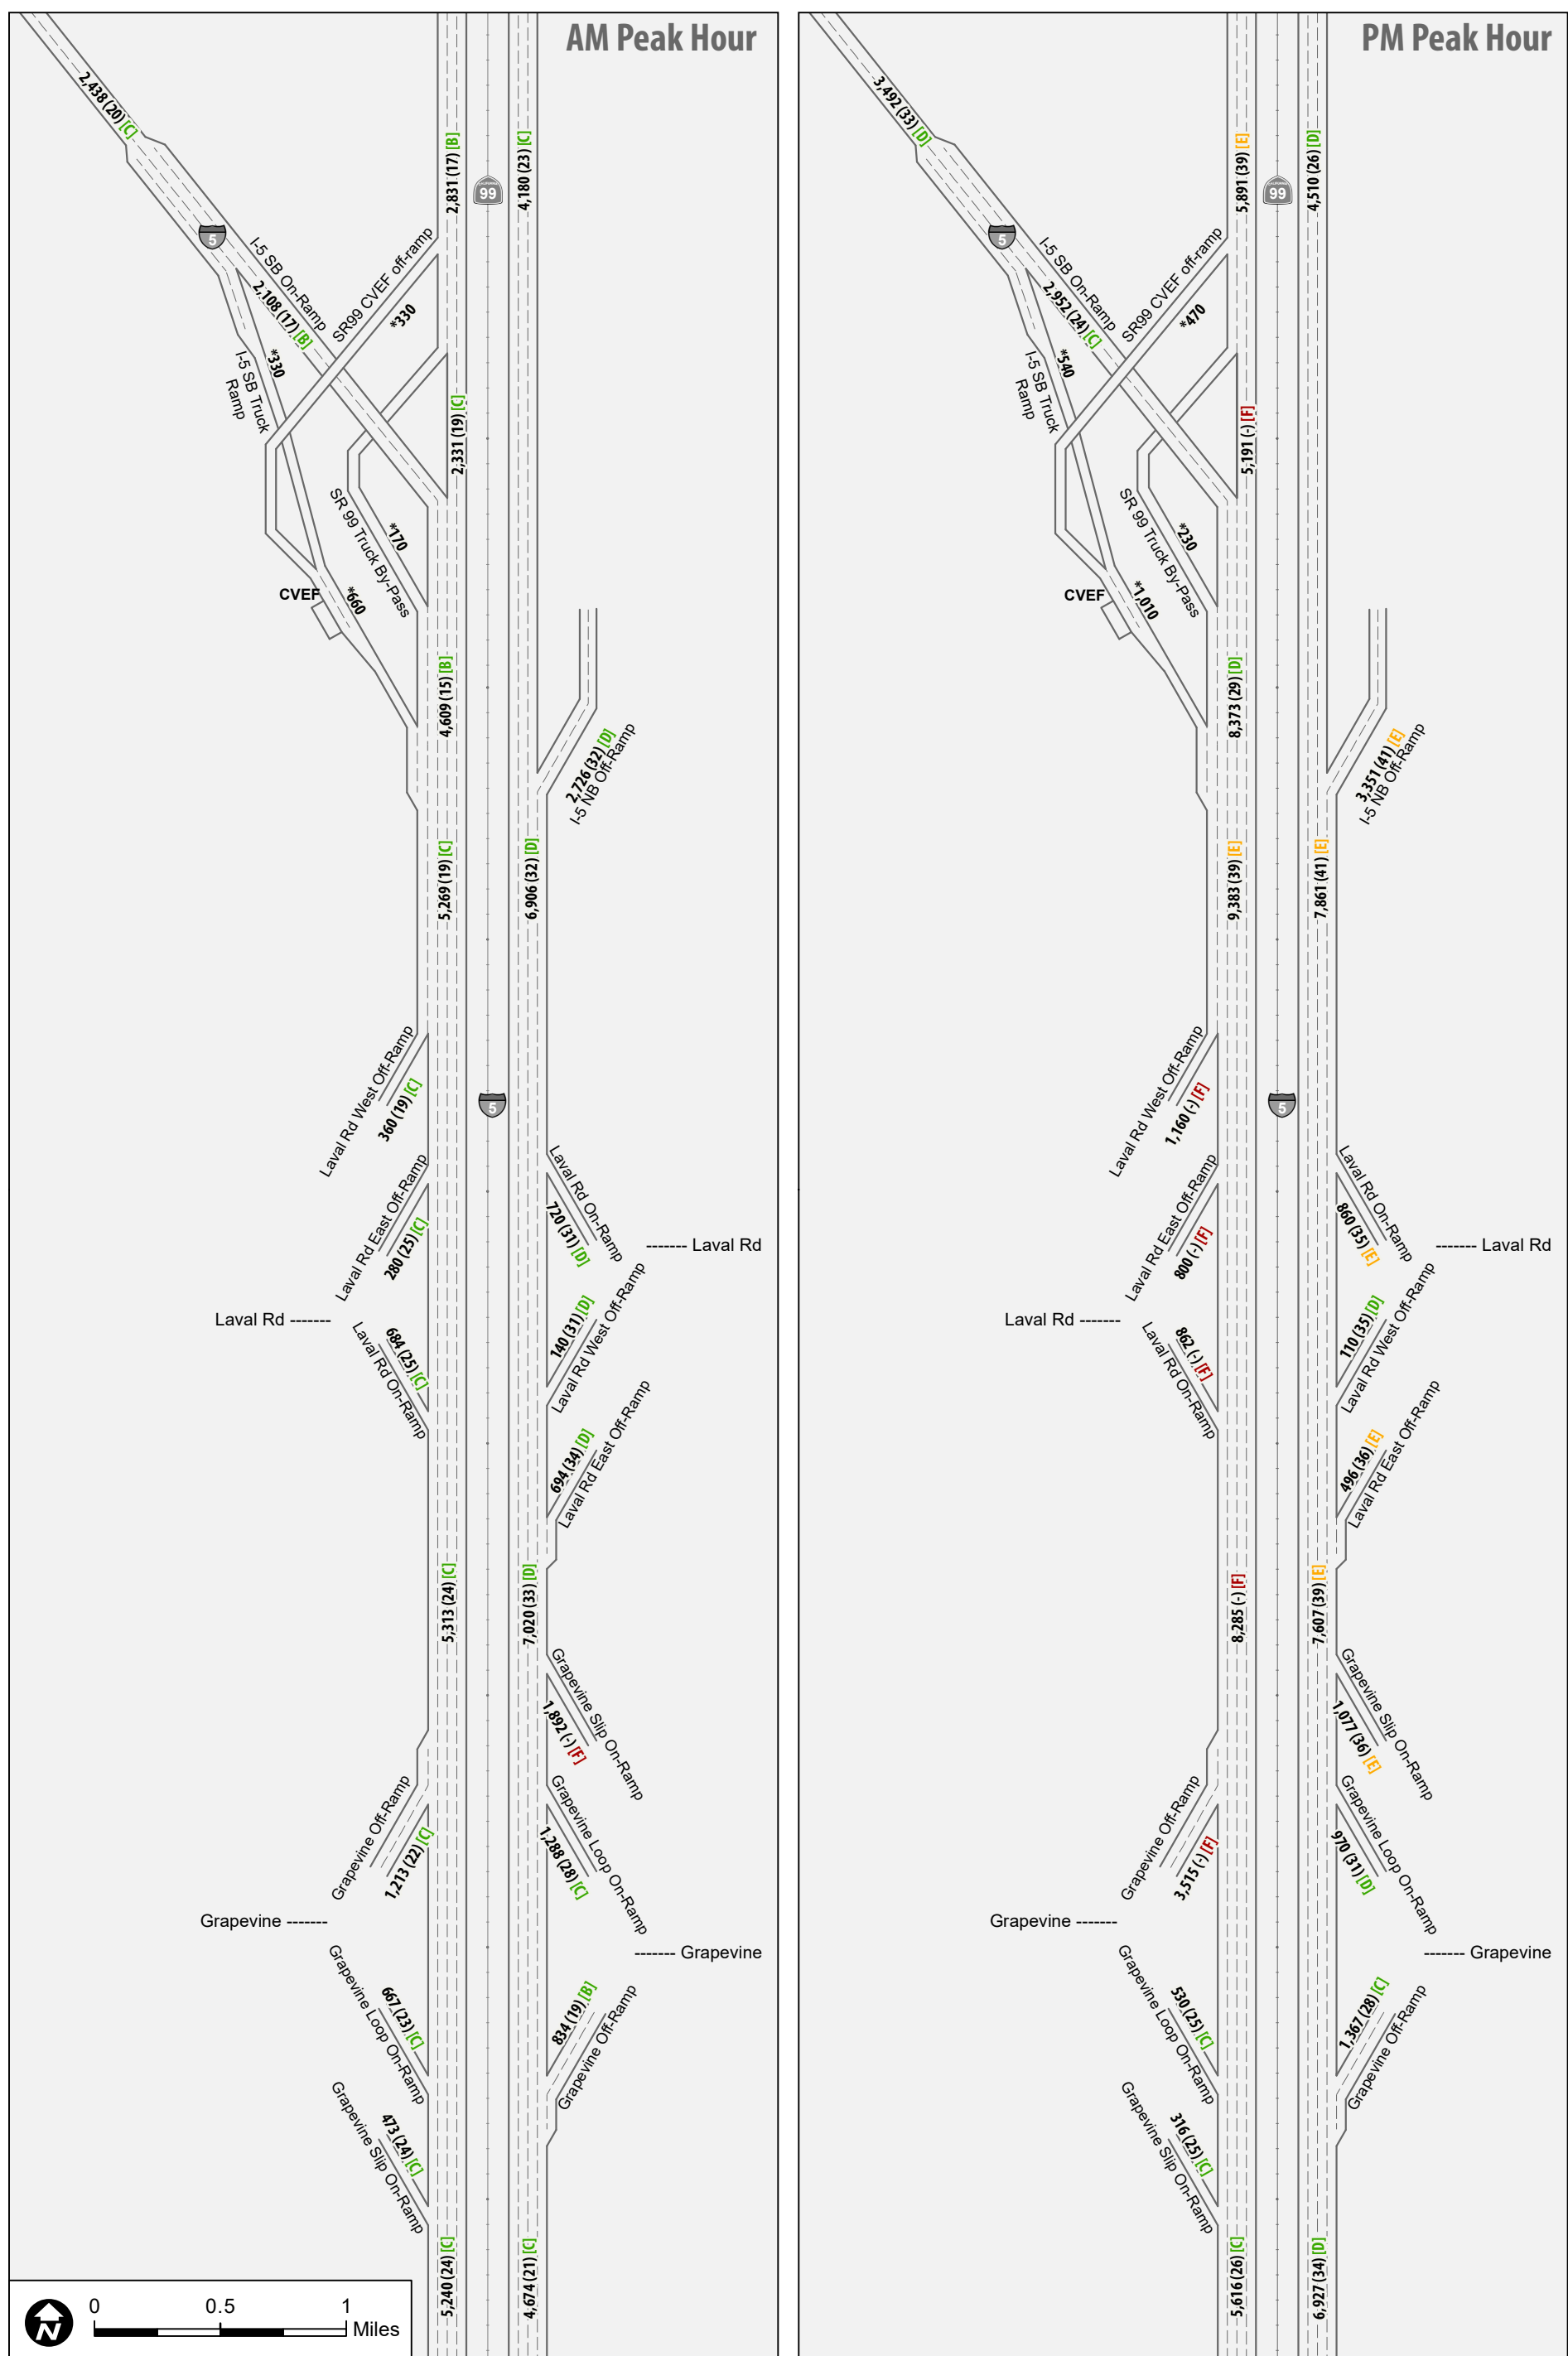 AM Peak Hour
2,438 (20) [C]
2,831 (17) [B]
4,180 (23) [C]
99
5
I-5 SB On-Ramp
2,108 (17) [B]
SR99 CVEF off-ramp
*330
*330
I-5 SB Truck
Ramp
2,331 (19) [C]
SR 99 Truck By-Pass
*170
CVEF
*660
4,609 (15) [B]
2,726 (32) [D]
I-5 NB Off-Ramp
5,269 (19) [C]
6,906 (32) [D]
Laval Rd West Off-Ramp
360 (19) [C]
5
Laval Rd East Off-Ramp
280 (25) [C]
Laval Rd On-Ramp
720 (31) [D]
------- Laval Rd
Laval Rd -------
684 (25) [C]
Laval Rd On-Ramp
140 (31) [D]
Laval Rd West Off-Ramp
694 (34) [D]
Laval Rd East Off-Ramp
5,313 (24) [C]
7,020 (33) [D]
Grapevine Slip On-Ramp
1,892 (-) [F]
Grapevine Off-Ramp
1,213 (22) [C]
Grapevine Loop On-Ramp
1,288 (28) [C]
Grapevine -------
------- Grapevine
Grapevine Loop On-Ramp
667 (23) [C]
834 (19) [B]
Grapevine Off-Ramp
Grapevine Slip On-Ramp
473 (24) [C]
5,240 (24) [C]
4,674 (21) [C]
N
0 0.5 1
Miles
PM Peak Hour
3,492 (33) [D]
5,891 (39) [E]
4,510 (26) [D]
99
5
I-5 SB On-Ramp
2,952 (24) [C]
SR99 CVEF off-ramp
*470
*540
I-5 SB Truck
Ramp
5,191 (-) [F]
SR 99 Truck By-Pass
*230
CVEF
*1,010
8,373 (29) [D]
3,351 (41) [E]
I-5 NB Off-Ramp
9,383 (39) [E]
7,861 (41) [E]
Laval Rd West Off-Ramp
1,160 (-) [F]
5
Laval Rd East Off-Ramp
800 (-) [F]
Laval Rd On-Ramp
860 (35) [E]
------- Laval Rd
Laval Rd -------
862 (-) [F]
Laval Rd On-Ramp
110 (35) [D]
Laval Rd West Off-Ramp
496 (36) [E]
Laval Rd East Off-Ramp
8,285 (-) [F]
7,607 (39) [E]
Grapevine Slip On-Ramp
1,077 (36) [E]
Grapevine Off-Ramp
3,515 (-) [F]
Grapevine Loop On-Ramp
970 (31) [D]
Grapevine -------
------- Grapevine
Grapevine Loop On-Ramp
530 (25) [C]
1,367 (28) [C]
Grapevine Off-Ramp
Grapevine Slip On-Ramp
316 (25) [C]
5,616 (26) [C]
6,927 (34) [D]